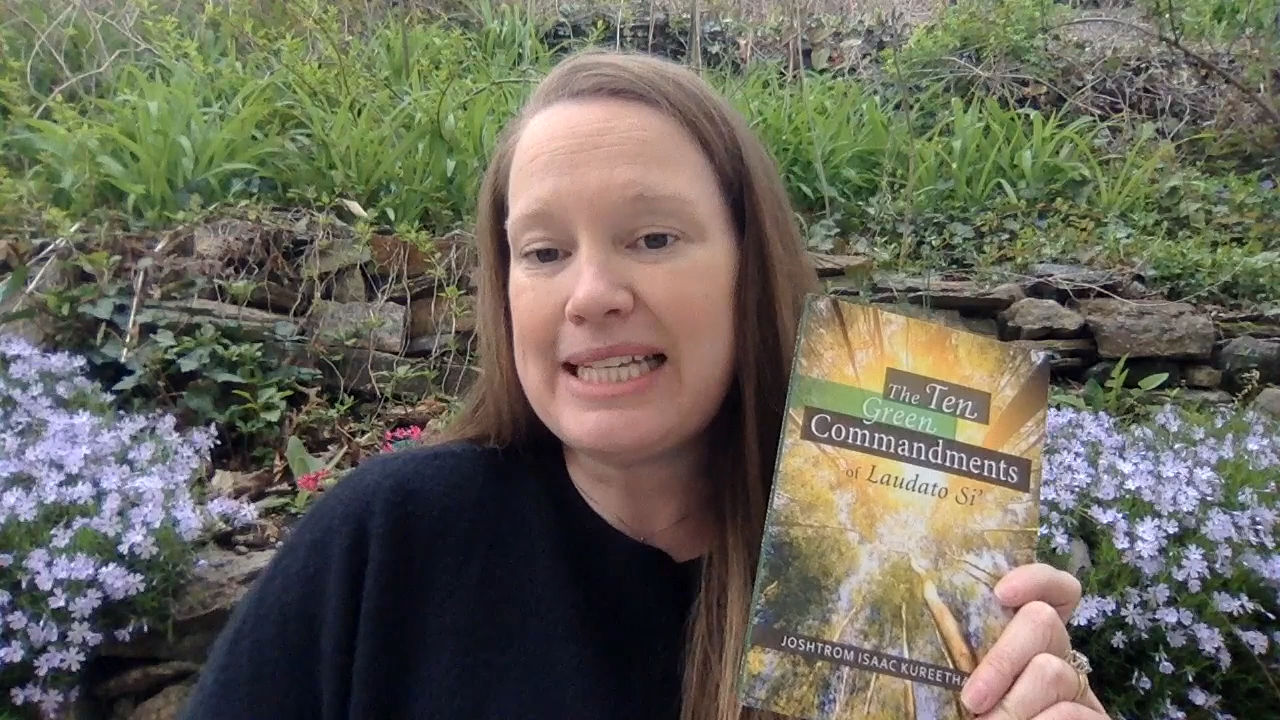 The Ten
Green
Commandments
of Laudato Si'
JOSHTROM ISAAC KUREETHA